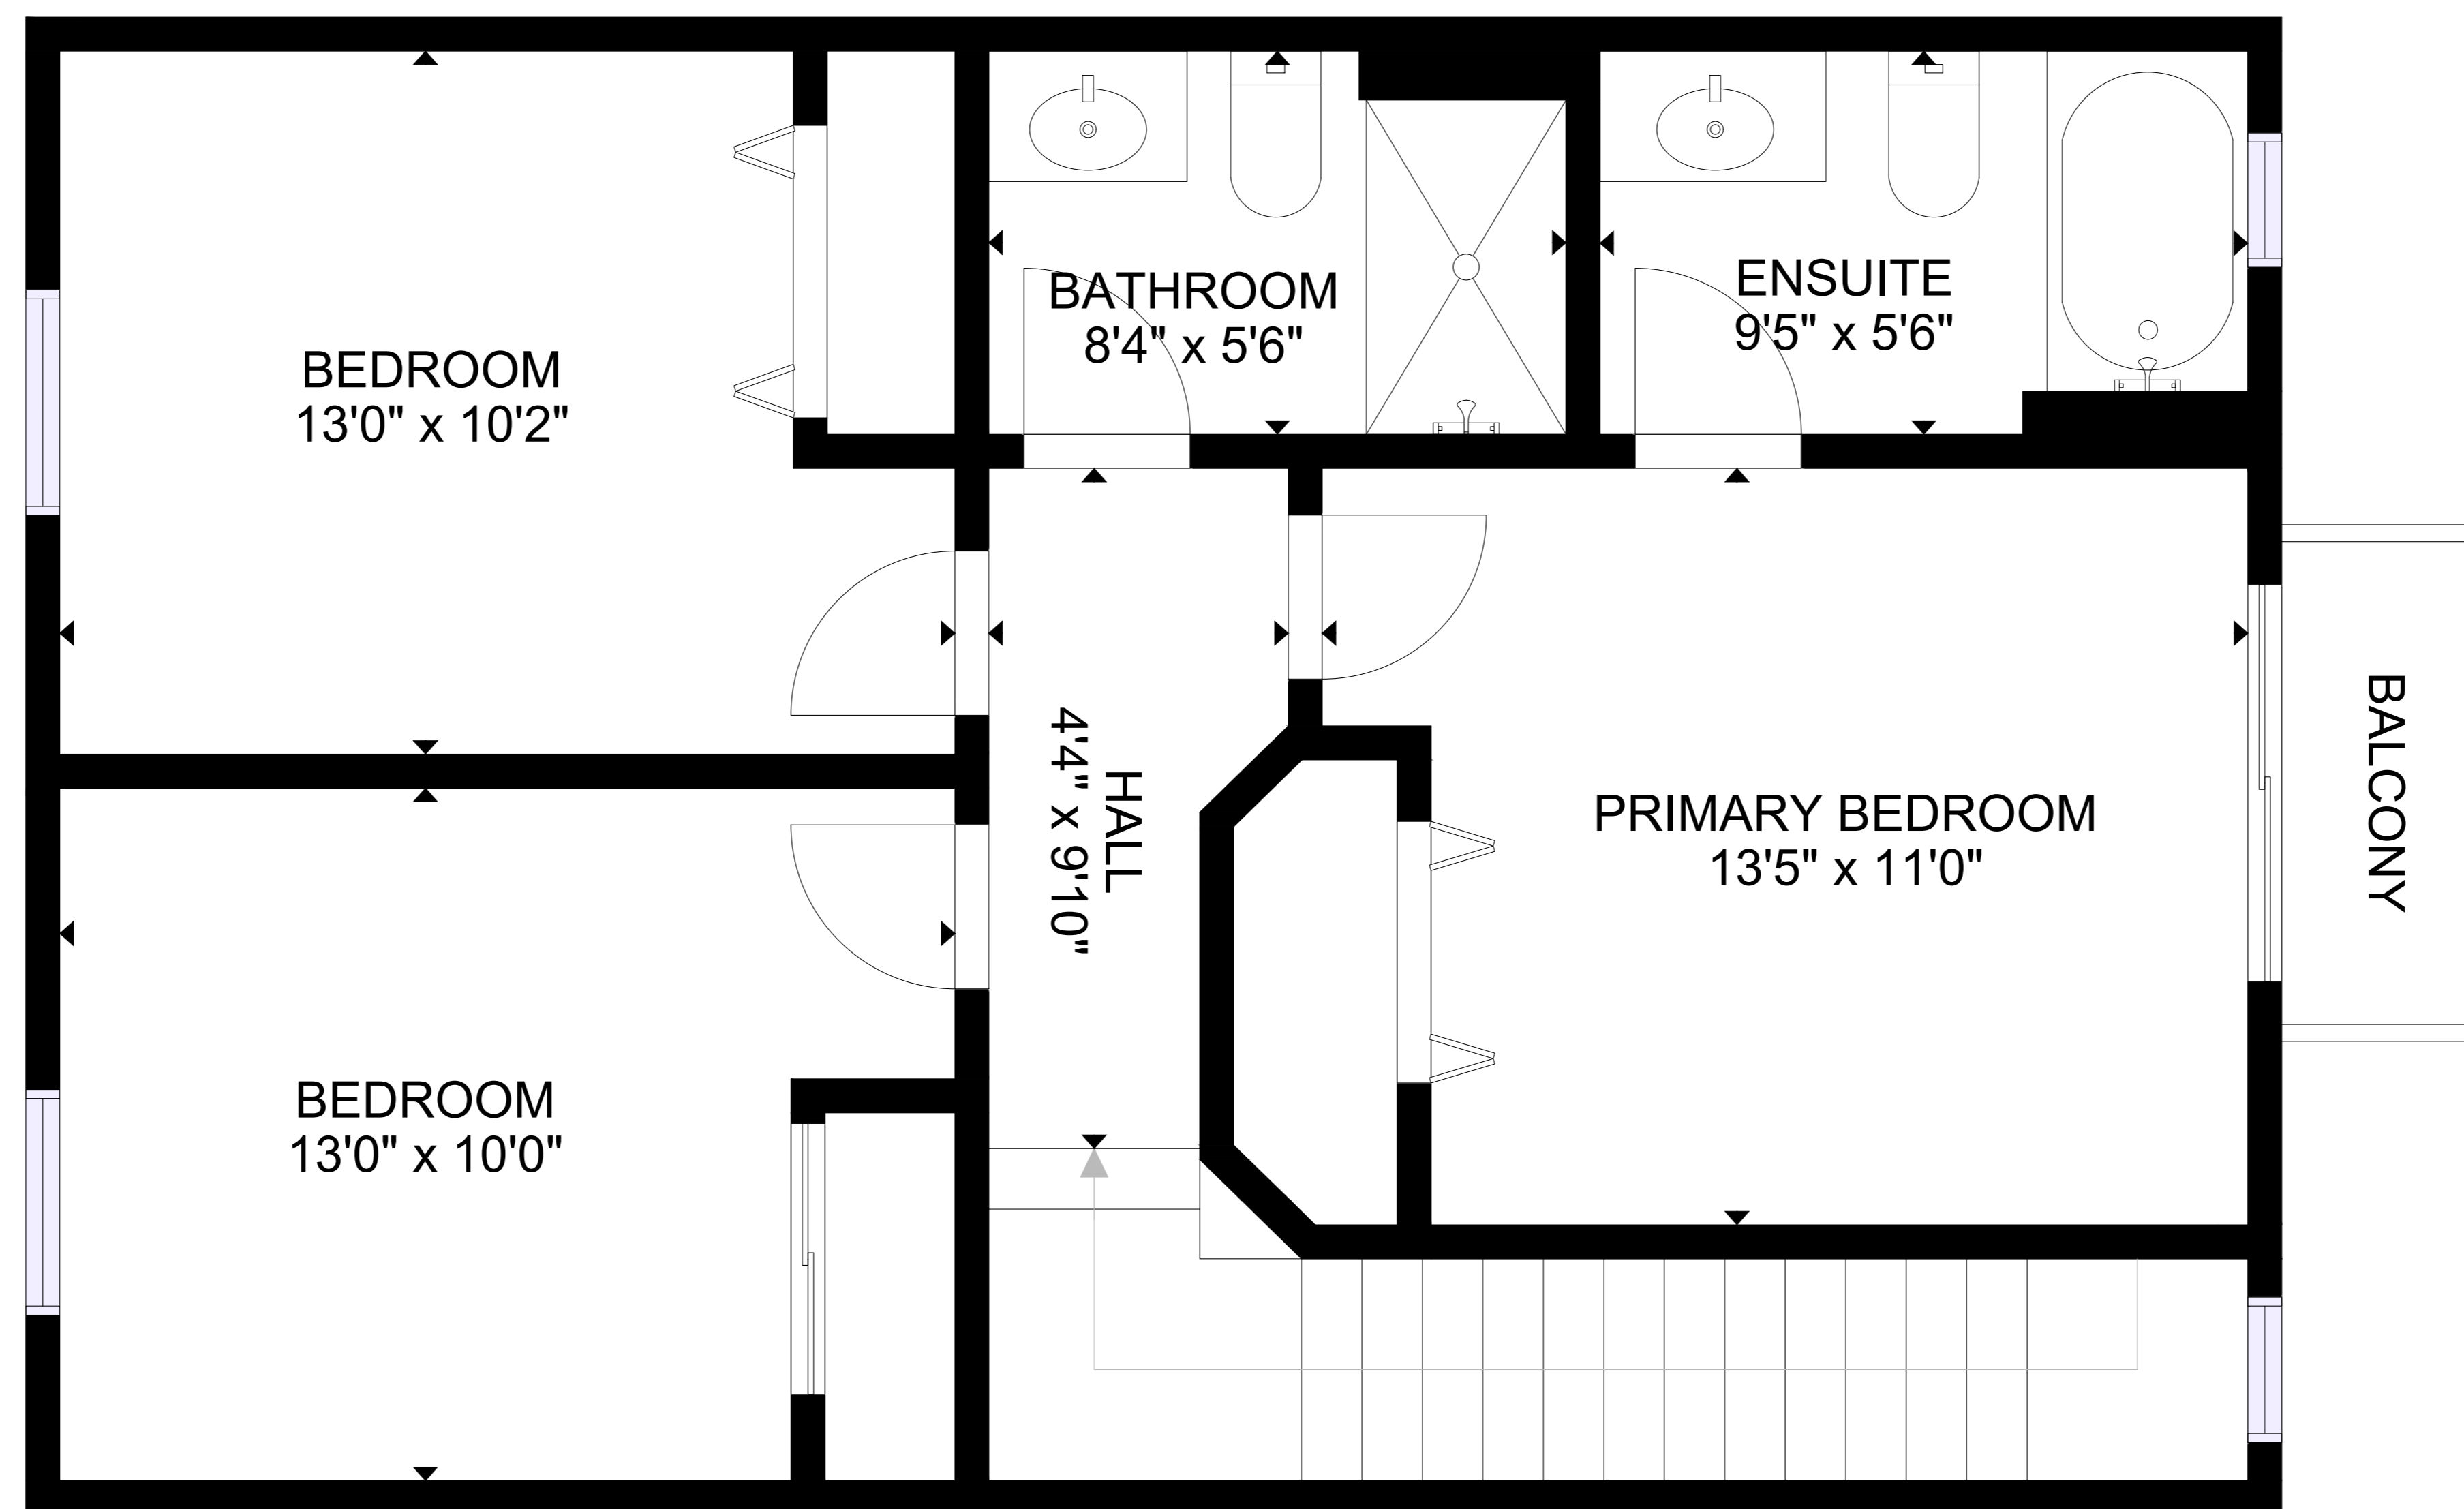 BATHROOM
8'4" x 5'6"
ENSUITE
9'5" x 5'6"
BEDROOM
13'0" x 10'2"
HALL
4'4" x 9'10"
PRIMARY BEDROOM
13'5" x 11'0"
BALCONY
BEDROOM
13'0" x 10'0"